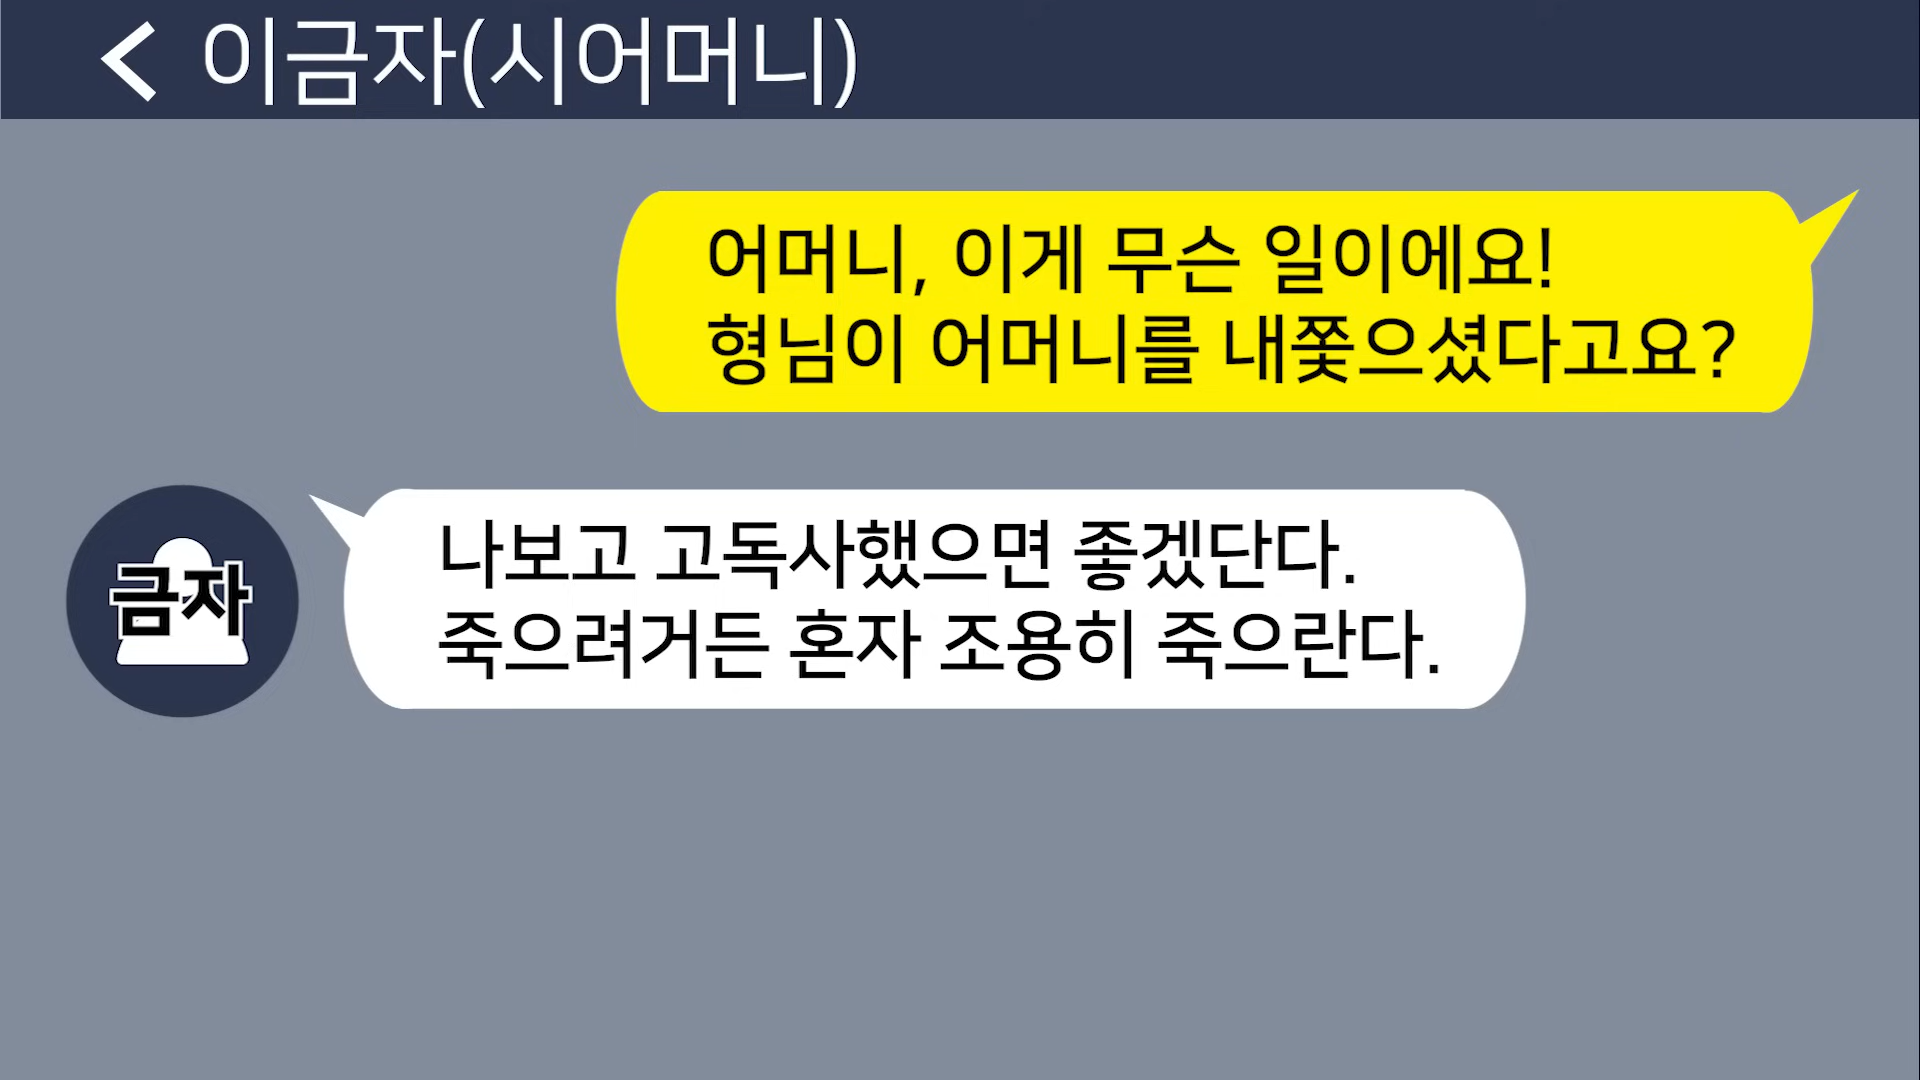 이금자(시어머니)
어머니, 이게 무슨 일이에요!
형님이 어머니를 내쫓으셨다고요?
금자
나보고 고독사했으면 좋겠단다.
죽으려거든 혼자 조용히 죽으란다.